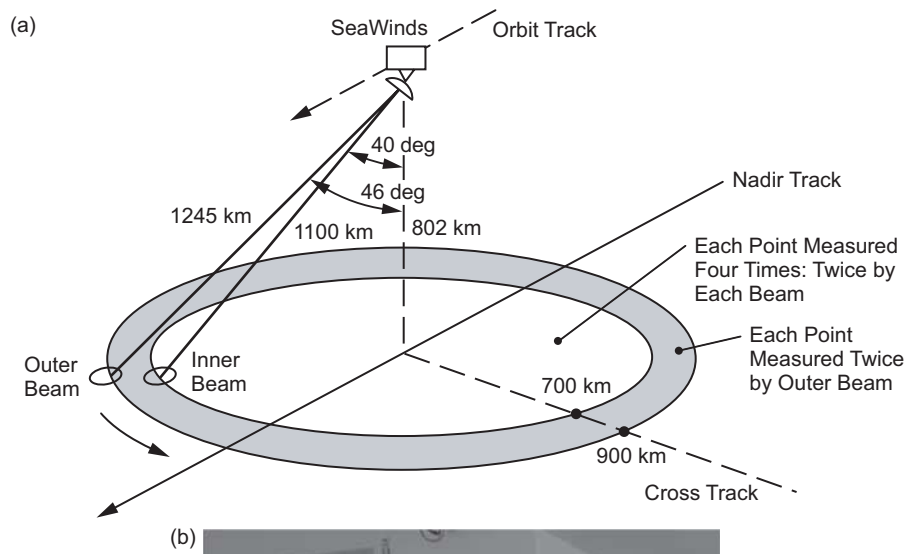 (a)
SeaWinds
Orbit Track
40 deg
Nadir Track
46 deg
1245 km
1100 km
802 km
Each Point Measured
Four Times: Twice by
Each Beam
Outer
Beam
Inner
Beam
Each Point
Measured Twice
by Outer Beam
700 km
900 km
Cross Track
(b)